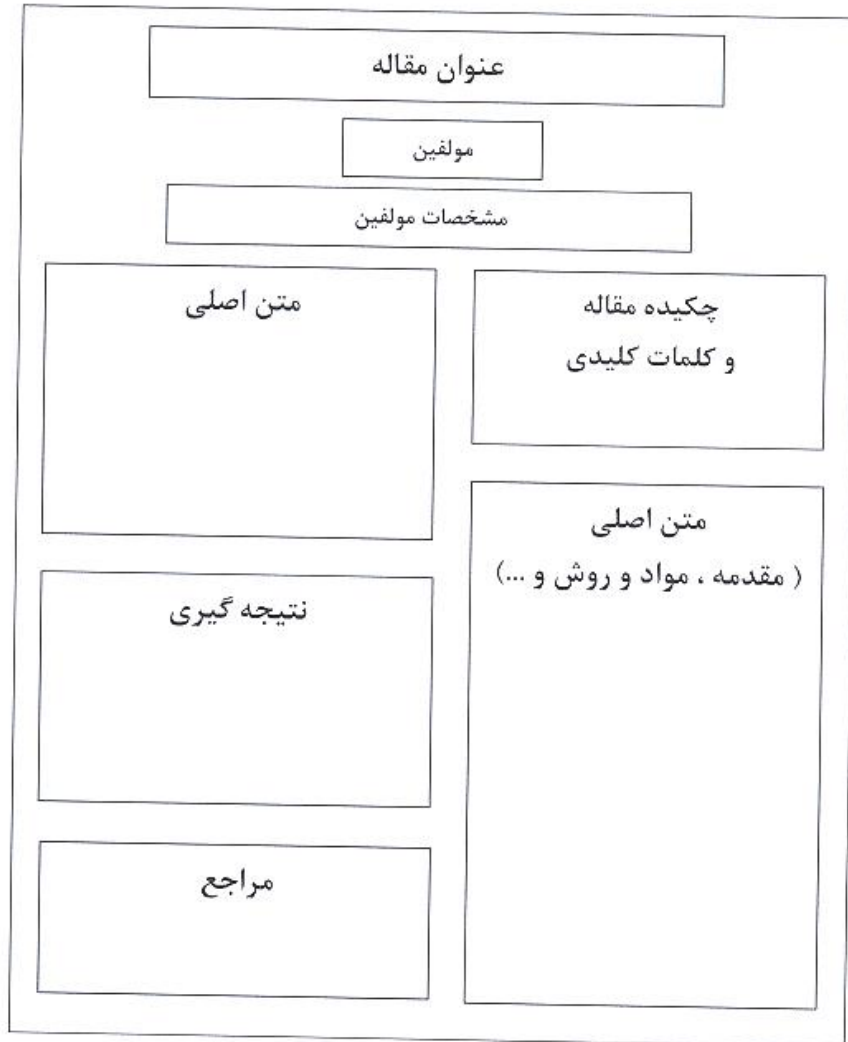 عنوان مقاله
مولفین
مشخصات مولفین
چکیده مقاله
و کلمات کلیدی
متن اصلی
( مقدمه ، مواد و روش و ...)
متن اصلی
نتیجه گیری
مراجع